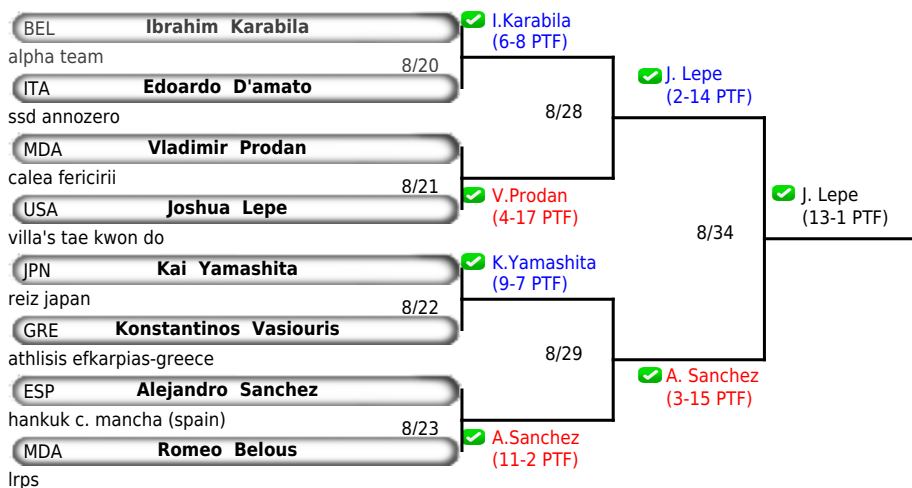 BEL Ibrahim Karabila
alpha team
8/20
ITA Edoardo D'amato
ssd annozero
I.Karabila
(6-8 PTF)
8/28
MDA Vladimir Prodan
calea fericirii
8/21
USA Joshua Lepe
villa's tae kwon do
V.Prodan
(4-17 PTF)
J. Lepe
(2-14 PTF)
8/34
J. Lepe
(13-1 PTF)
JPN Kai Yamashita
reiz japan
8/22
GRE Konstantinos Vasiouris
athlisis efkarpias-greece
K.Yamashita
(9-7 PTF)
8/29
ESP Alejandro Sanchez
hankuk c. mancha (spain)
8/23
MDA Romeo Belous
lrps
A.Sanchez
(11-2 PTF)
A. Sanchez
(3-15 PTF)